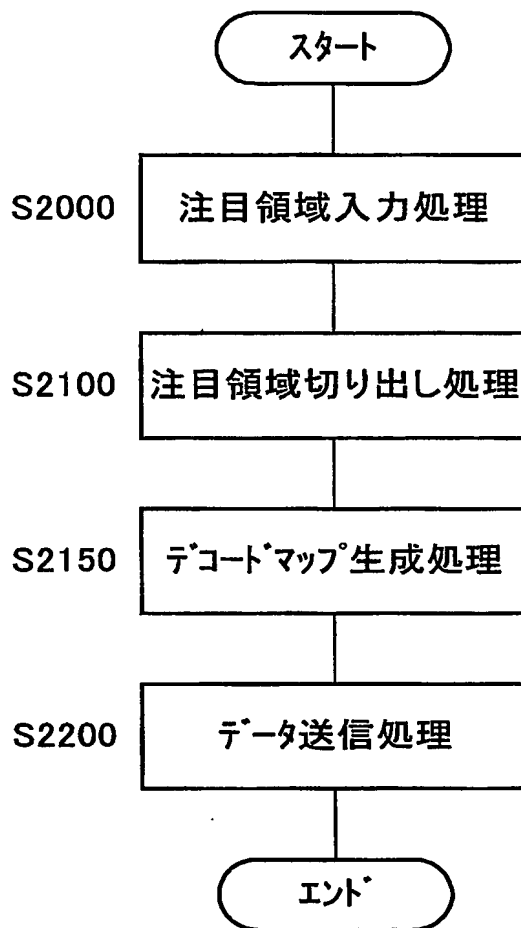 スタート
S2000 注目領域入力処理
S2100 注目領域切り出し処理
S2150 デコードマップ生成処理
S2200 データ送信処理
エンド